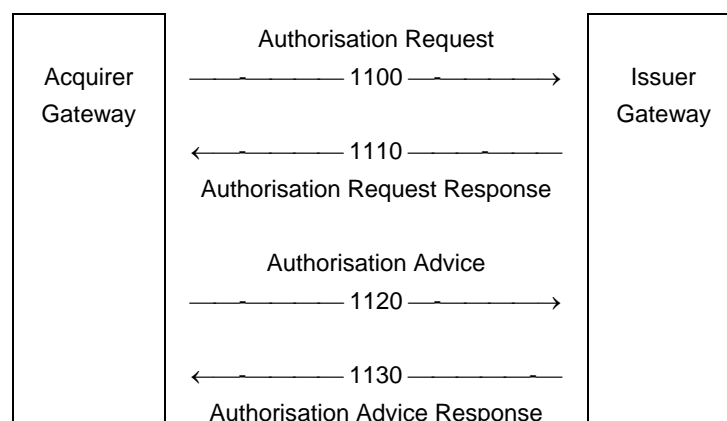 Authorisation Request
Acquirer Gateway
1100
Issuer Gateway
1110
Authorisation Request Response
Authorisation Advice
1120
1130
Authorisation Advice Response